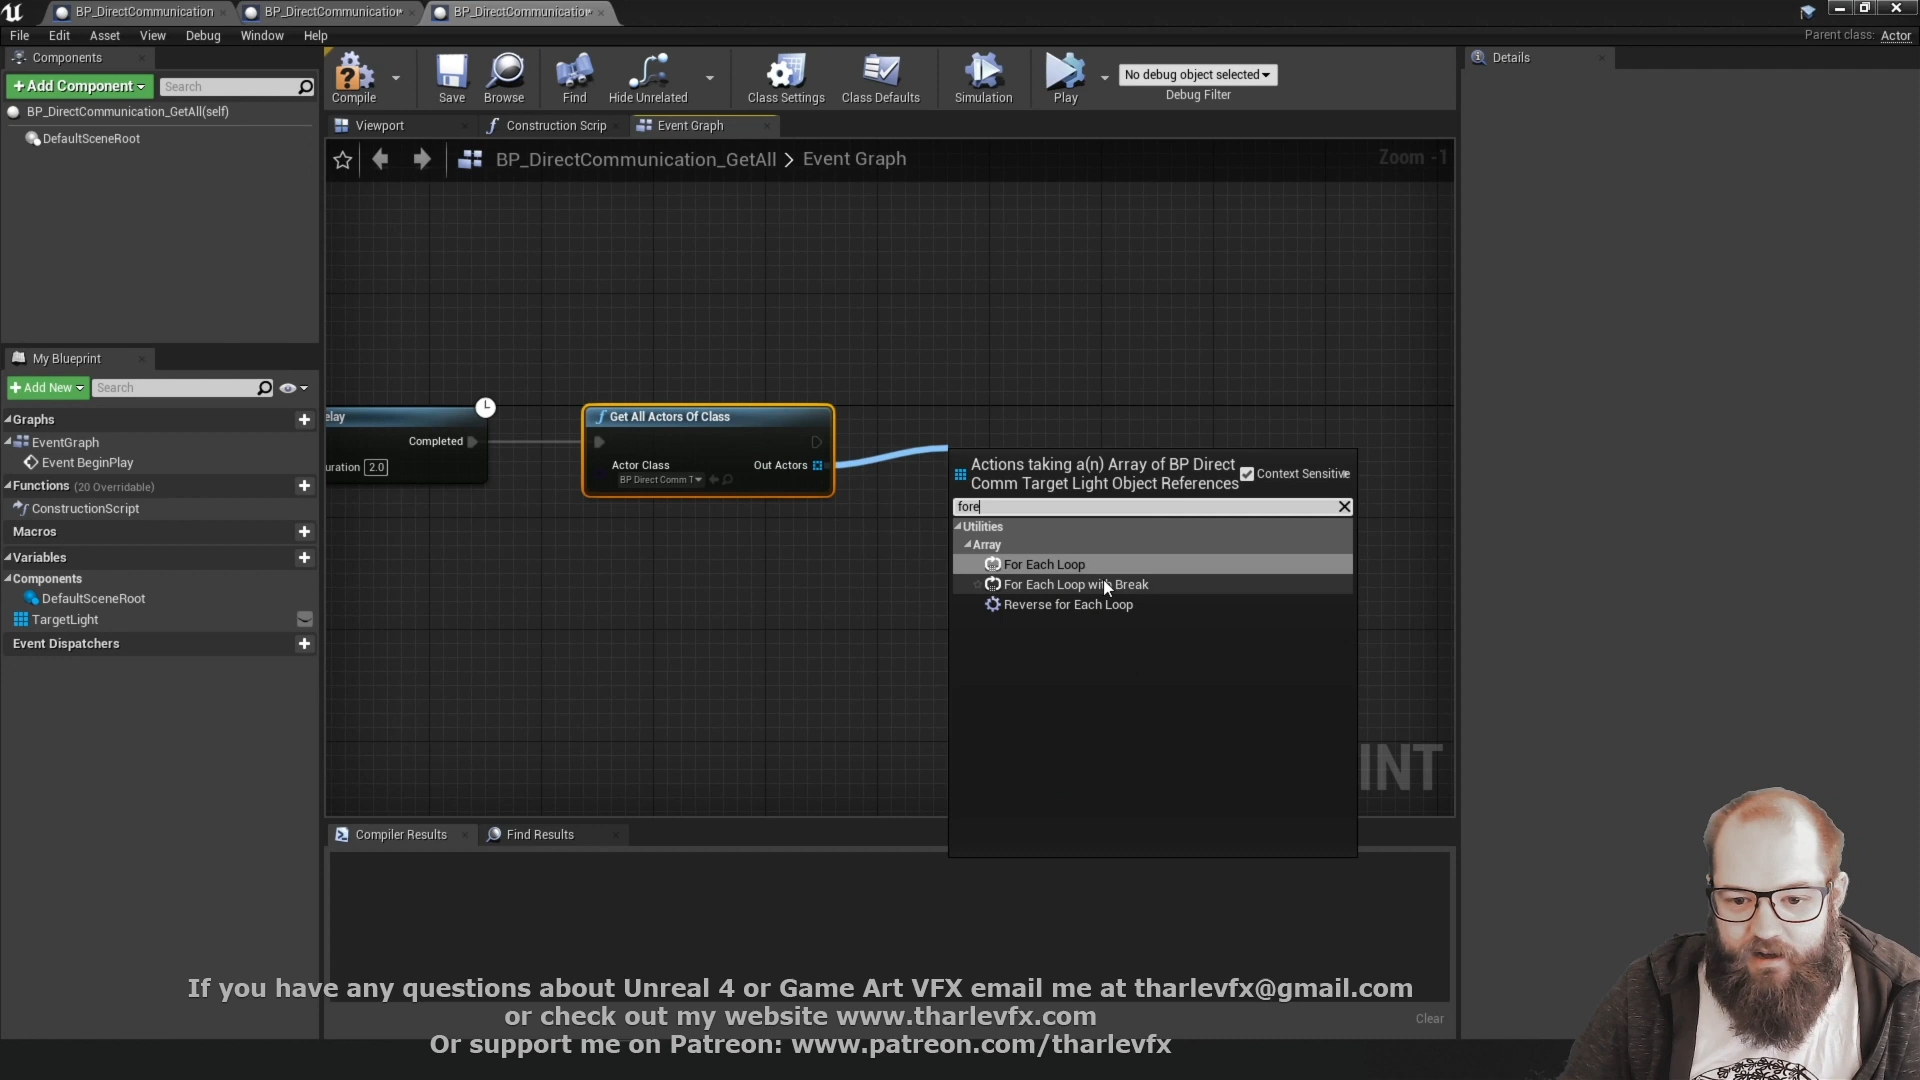 BP_DirectCommunication
BP_DirectCommunication*
BP_DirectCommunication*
File Edit Asset View Debug Window Help
Parent class: Actor
Components
+Add Component
Search
BP_DirectCommunication_GetAll(self)
DefaultSceneRoot
Compile
Save
Browse
Find
Hide Unrelated
Class Settings
Class Defaults
Simulation
Play
No debug object selected
Debug Filter
Details
Viewport
Construction Scrip
Event Graph
BP_DirectCommunication_GetAll > Event Graph
Zoom -1
My Blueprint
+Add New
Search
Graphs
EventGraph
Event BeginPlay
Functions (20 Overridable)
ConstructionScript
Macros
Variables
Components
DefaultSceneRoot
TargetLight
Event Dispatchers
elay
Completed
uration 2.0
Get All Actors Of Class
Actor Class
Out Actors
BP Direct Comm T
Actions taking a(n) Array of BP Direct
Comm Target Light Object References
Context Sensitive
fore
Utilities
Array
For Each Loop
For Each Loop with Break
Reverse for Each Loop
INT
Compiler Results
Find Results
Clear
If you have any questions about Unreal 4 or Game Art VFX email me at tharlevfx@gmail.com
or check out my website www.tharlevfx.com
Or support me on Patreon: www.patreon.com/tharlevfx